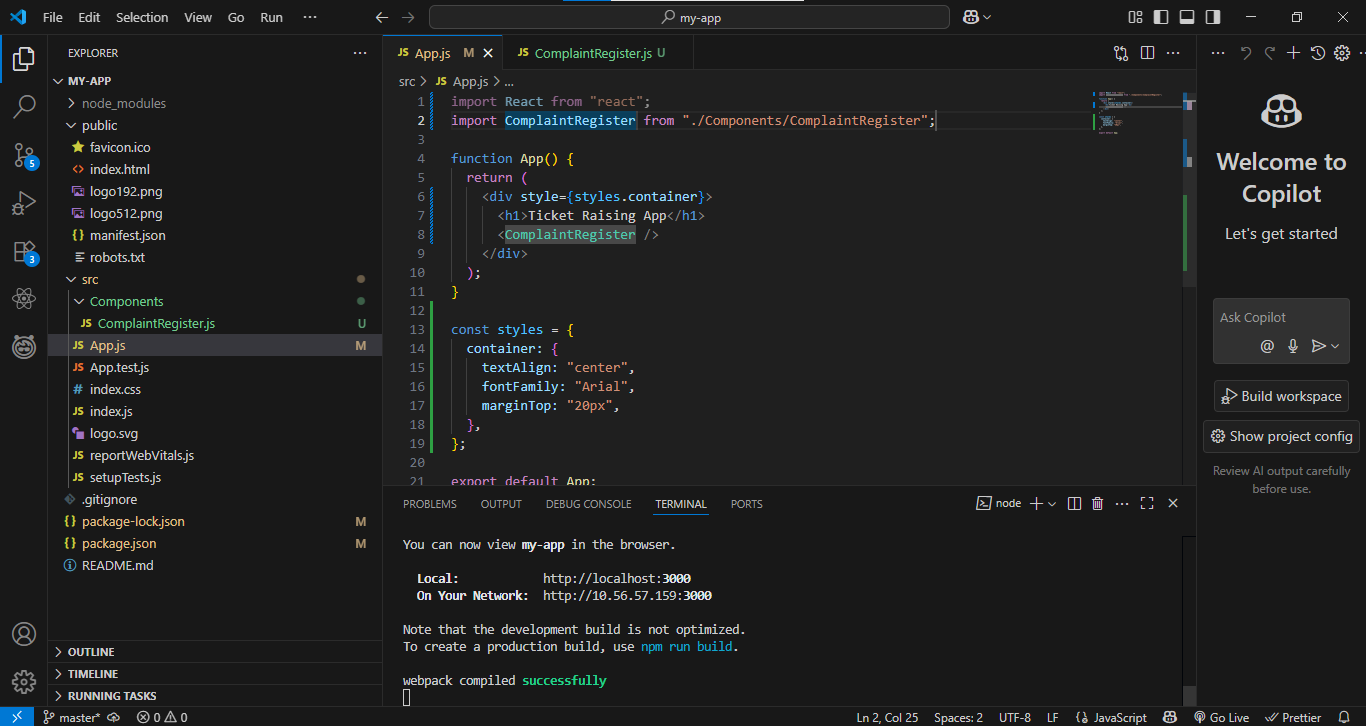 File Edit Selection View Go Run ···
my-app
EXPLORER
MY-APP
node_modules
public
favicon.ico
<> index.html
logo192.png
logo512.png
{} manifest.json
robots.txt
src
Components
JS ComplaintRegister.js U
JS App.js M
JS App.test.js
# index.css
JS index.js
logo.svg
JS reportWebVitals.js
JS setupTests.js
.gitignore
{} package-lock.json M
{} package.json M
README.md
OUTLINE
TIMELINE
RUNNING TASKS
5
3
JS App.js M
JS ComplaintRegister.js U
src > JS App.js > ...
1 import React from "react";
2 import ComplaintRegister from "./Components/ComplaintRegister";
3
4 function App() {
5 return (
6 <div style={styles.container}>
7 <h1>Ticket Raising App</h1>
8 <ComplaintRegister />
9 </div>
10 );
11 }
12
13 const styles = {
14 container: {
15 textAlign: "center",
16 fontFamily: "Arial",
17 marginTop: "20px",
18 },
19 };
20
21 export default App;
PROBLEMS OUTPUT DEBUG CONSOLE TERMINAL PORTS
node
You can now view my-app in the browser.
Local: http://localhost:3000
On Your Network: http://10.56.57.159:3000
Note that the development build is not optimized.
To create a production build, use npm run build.
webpack compiled successfully
Welcome to
Copilot
Let's get started
Ask Copilot
@
Build workspace
Show project config
Review AI output carefully
before use.
master* 0 0
Ln 2, Col 25 Spaces: 2 UTF-8 LF {} JavaScript Go Live Prettier